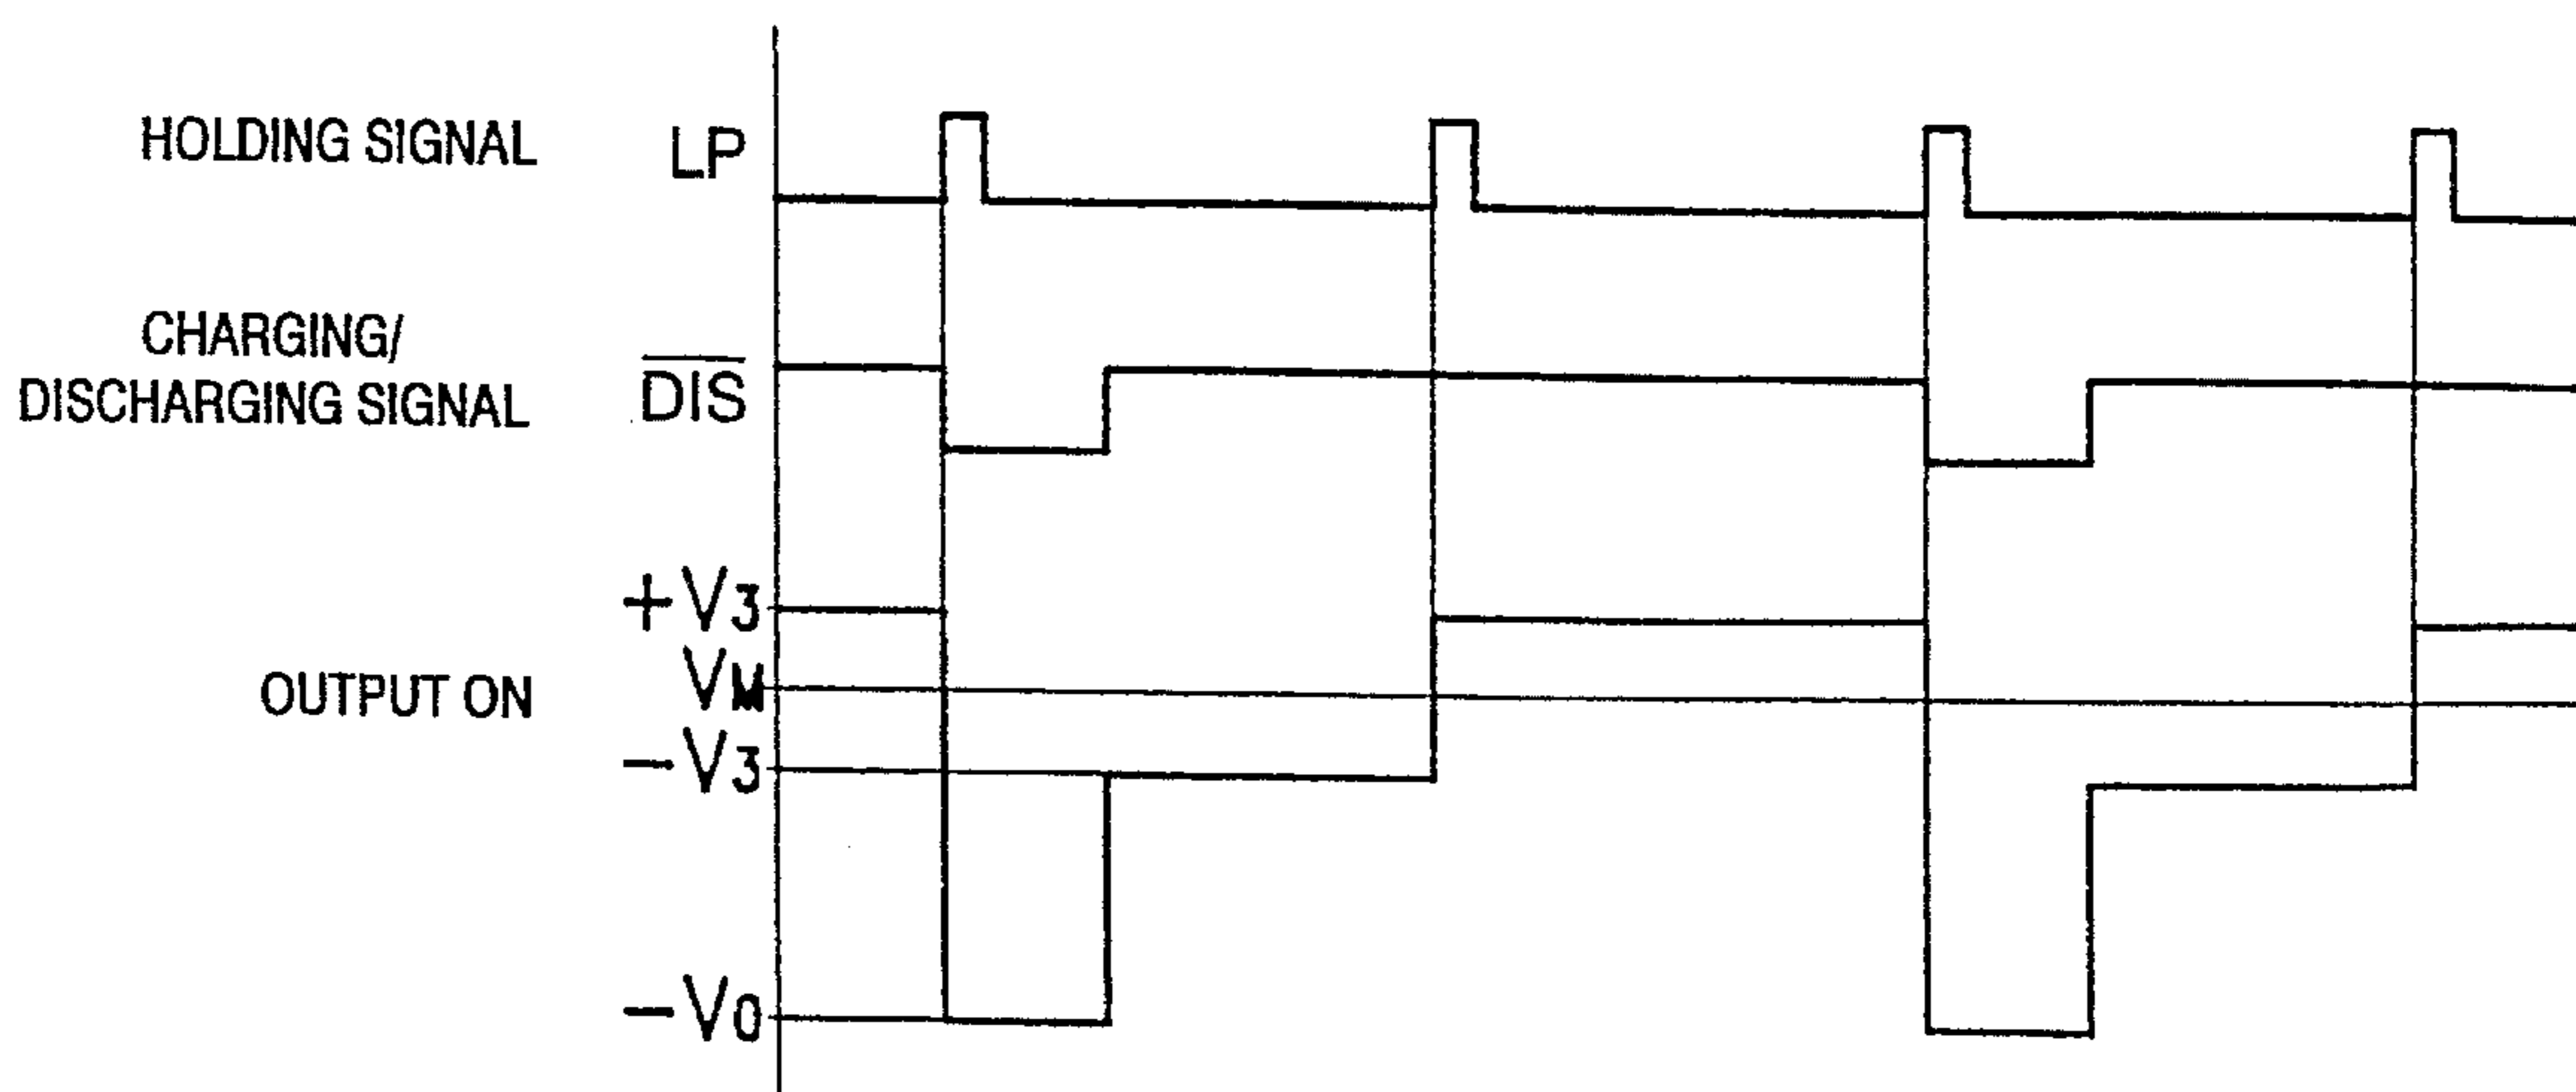 HOLDING SIGNAL LP
CHARGING/
DISCHARGING SIGNAL DIS
+V3
VM
OUTPUT ON
-V3
-V0